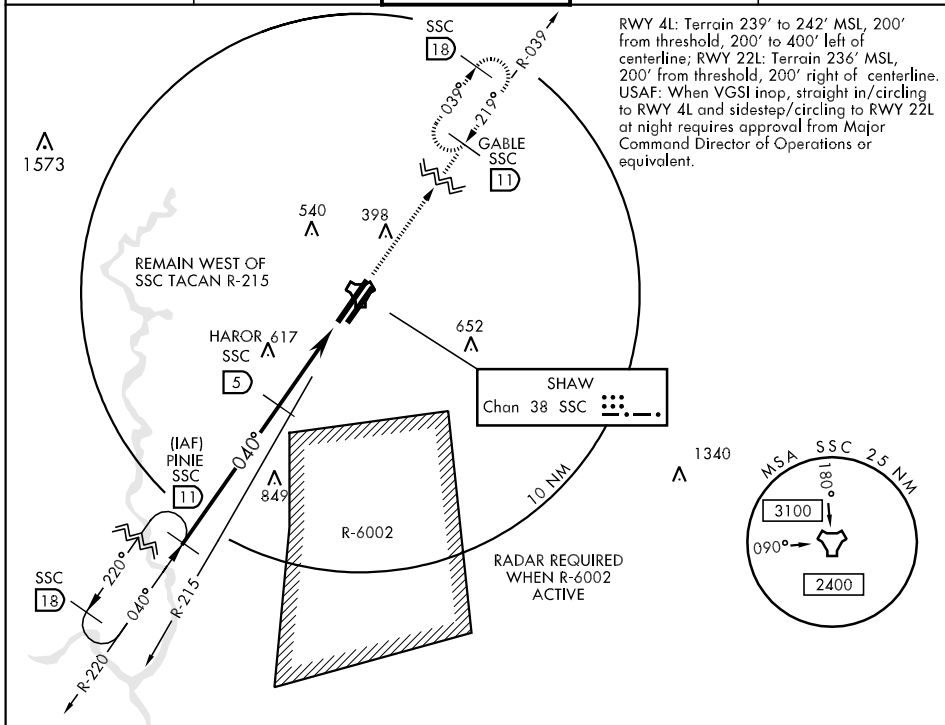 RWY 4L: Terrain 239' to 242' MSL, 200'
from threshold, 200' to 400' left of
centerline; RWY 22L: Terrain 236' MSL,
200' from threshold, 200' right of centerline.
USAF: When VGSI inop, straight in/circling
to RWY 4L and sidestep/circling to RWY 22L
at night requires approval from Major
Command Director of Operations or
equivalent.
SSC
18
R-039
039°
219°
GABLE
SSC
11
1573
540
398
REMAIN WEST OF
SSC TACAN R-215
HAROR
SSC
5
617
652
SHAW
Chan 38 SSC
(IAF)
PINIE
SSC
11
040°
849
R-6002
10 NM
1340
RADAR REQUIRED
WHEN R-6002
ACTIVE
SSC
18
220°
040°
R-215
R-220
MSA SSC 25 NM
180°
3100
090°
2400